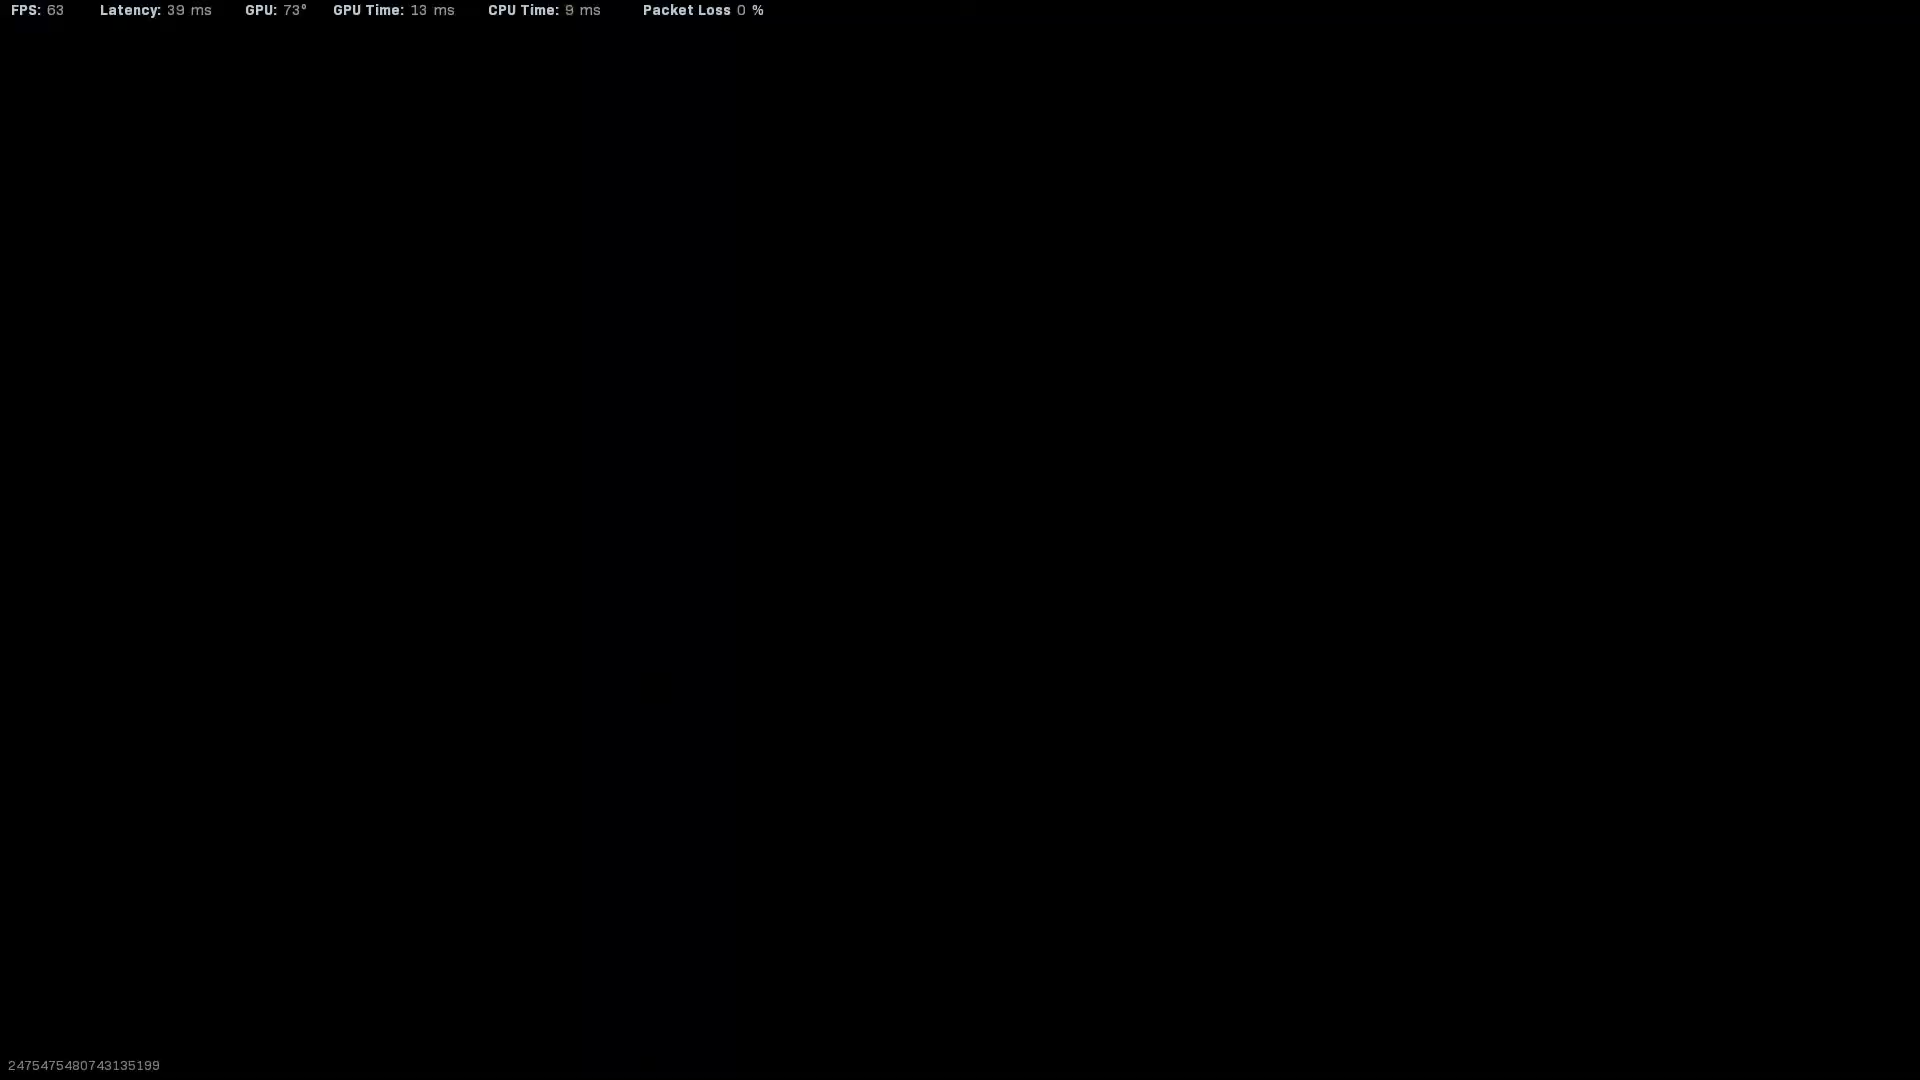 FPS: 63 Latency: 39 ms GPU: 73° GPU Time: 13 ms CPU Time: 9 ms Packet Loss 0 %
2475475480743135199